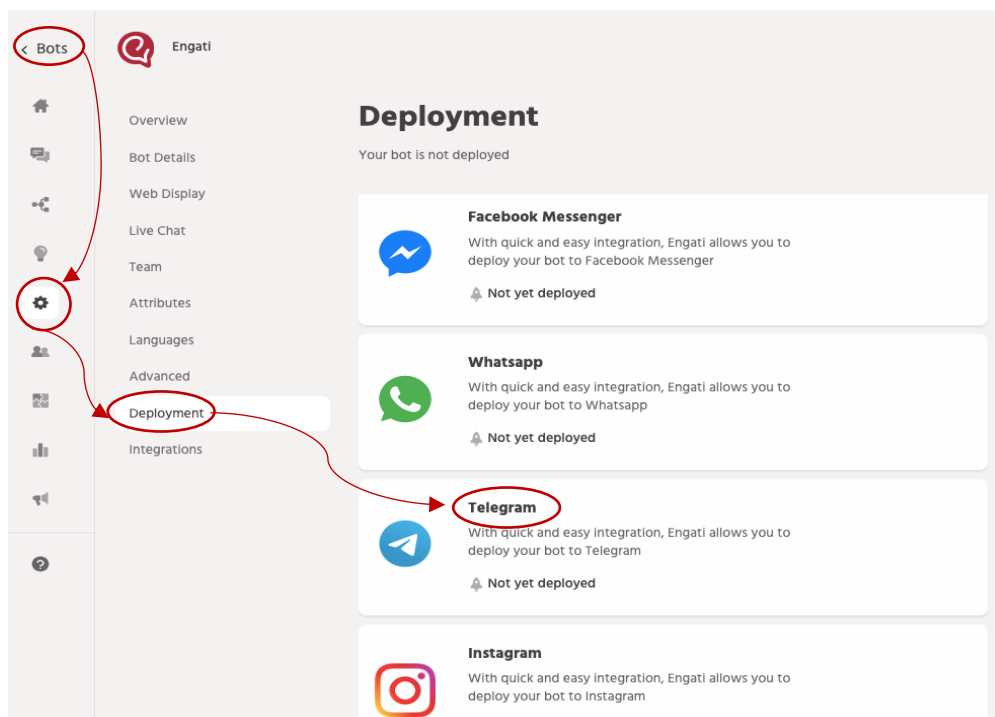 < Bots
Engati
Overview
Bot Details
Web Display
Live Chat
Team
Attributes
Languages
Advanced
Deployment
Integrations
Deployment
Your bot is not deployed
Facebook Messenger
With quick and easy integration, Engati allows you to
deploy your bot to Facebook Messenger
Not yet deployed
Whatsapp
With quick and easy integration, Engati allows you to
deploy your bot to Whatsapp
Not yet deployed
Telegram
With quick and easy integration, Engati allows you to
deploy your bot to Telegram
Not yet deployed
Instagram
With quick and easy integration, Engati allows you to
deploy your bot to Instagram